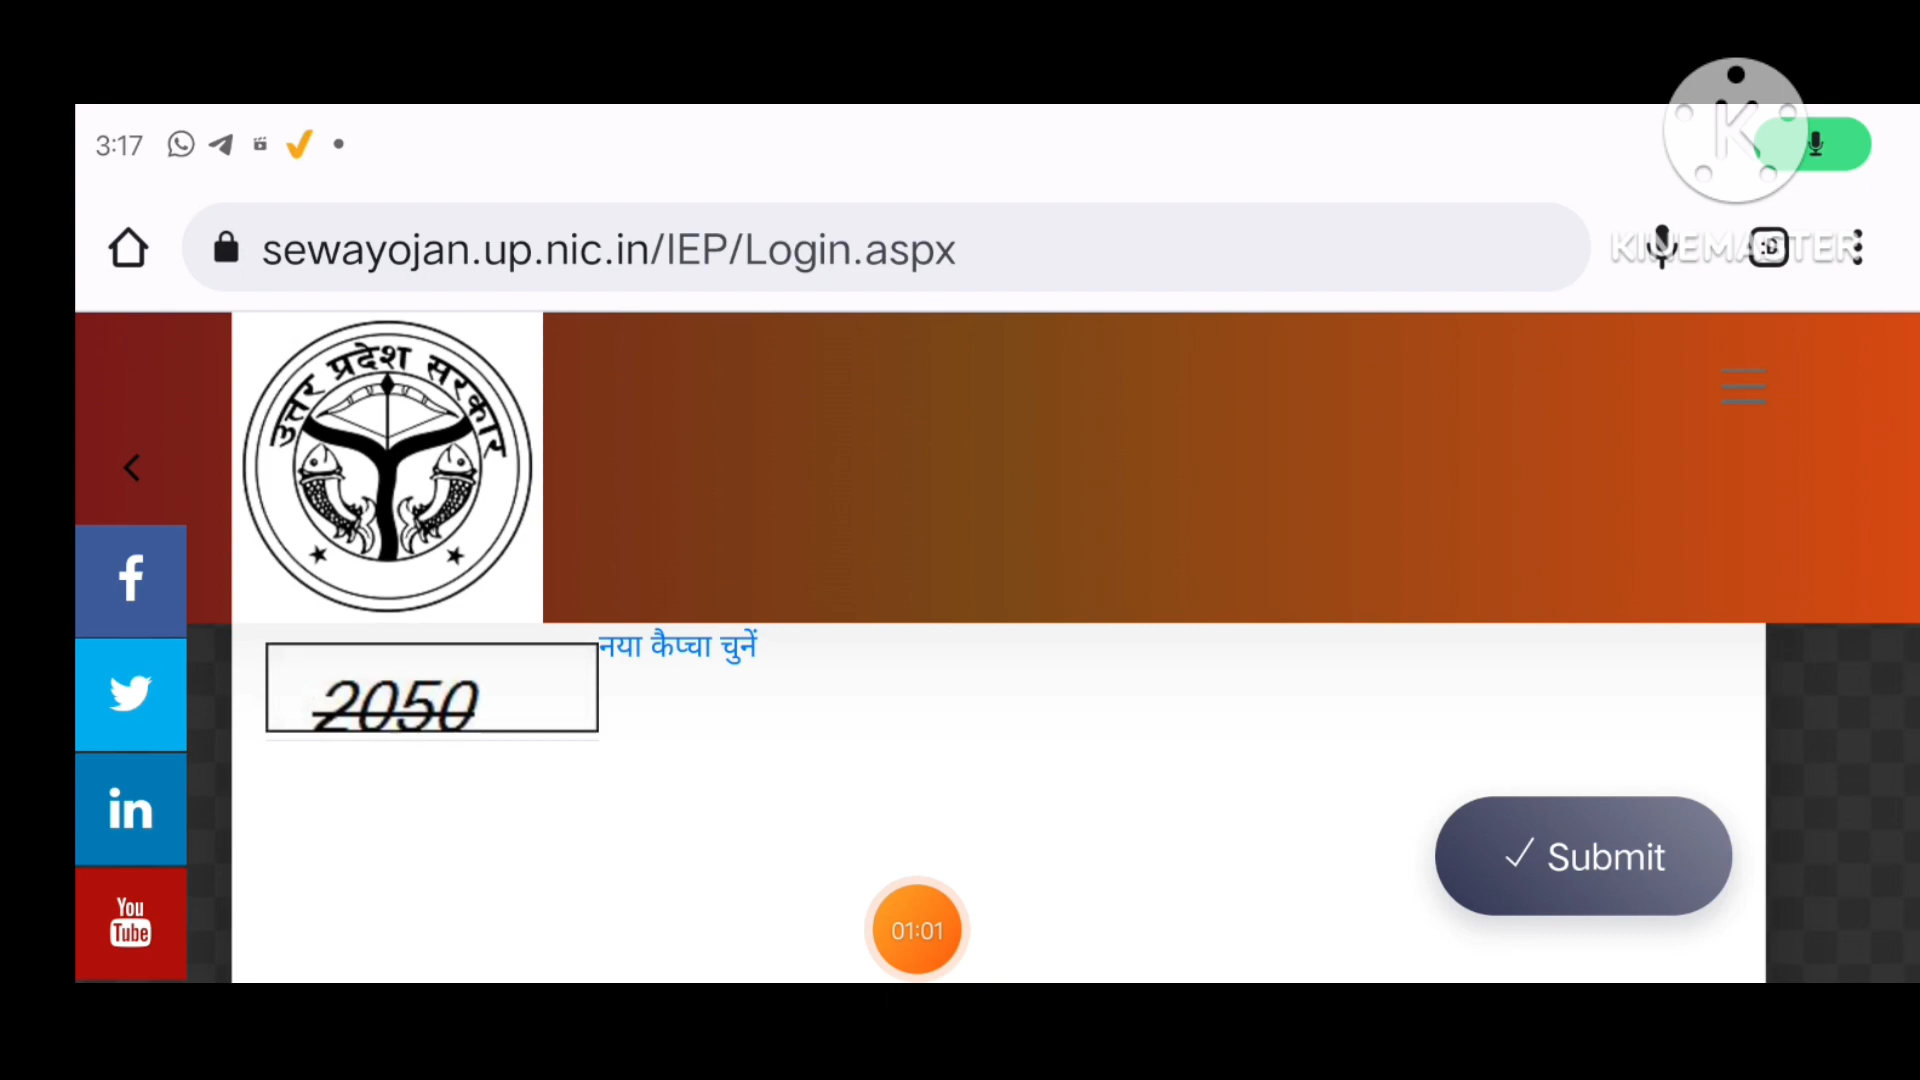 3:17
sewayojan.up.nic.in/IEP/Login.aspx
KINEMASTER
:D
उत्तर प्रदेश सरकार
नया कैप्चा चुनें
2050
Submit
You
Tube
01:01